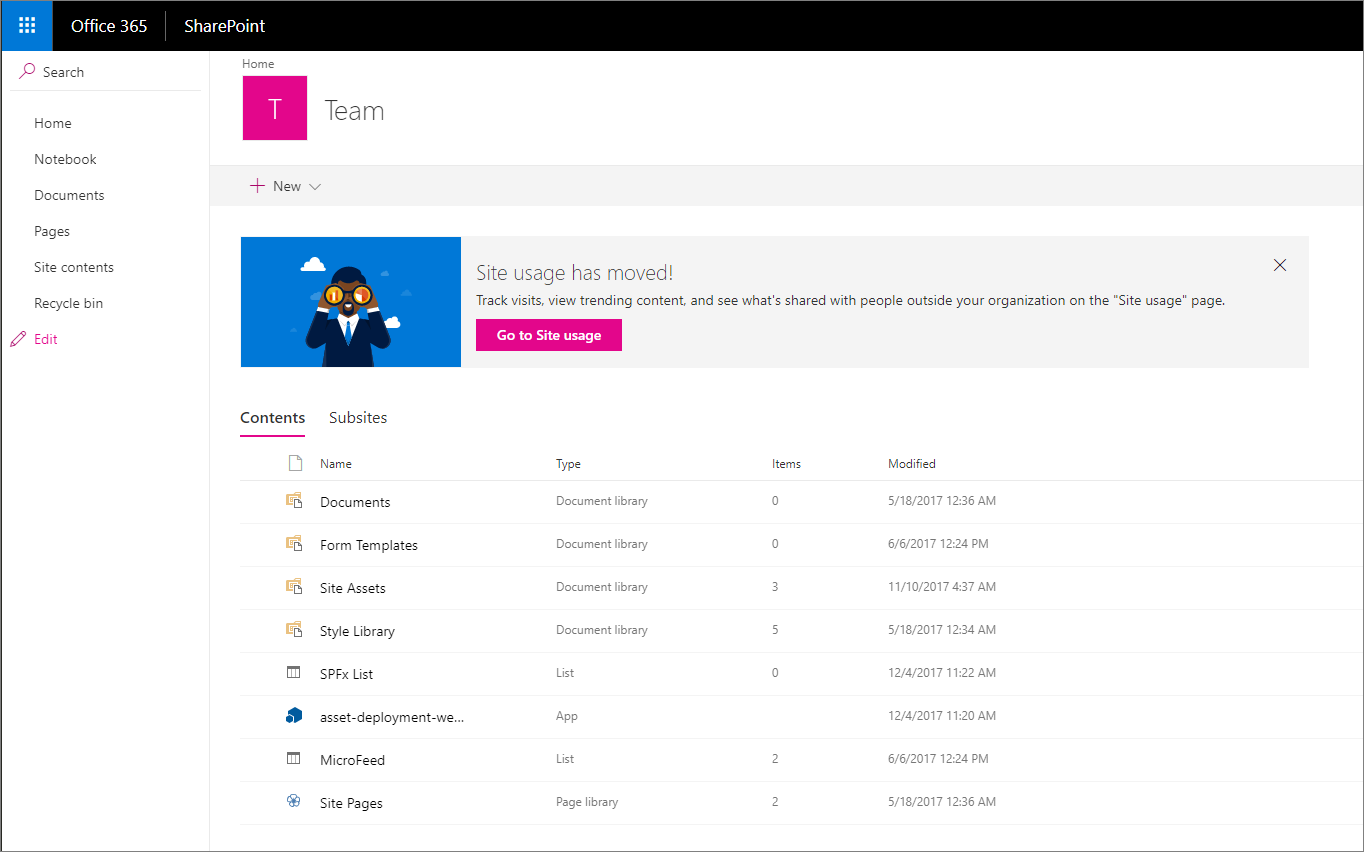 Office 365 SharePoint
Search
Home
Notebook
Documents
Pages
Site contents
Recycle bin
Edit
Home
T
Team
New
Site usage has moved!
Track visits, view trending content, and see what's shared with people outside your organization on the "Site usage" page.
Go to Site usage
Contents Subsites
Name Type Items Modified
Documents Document library 0 5/18/2017 12:36 AM
Form Templates Document library 0 6/6/2017 12:24 PM
Site Assets Document library 3 11/10/2017 4:37 AM
Style Library Document library 5 5/18/2017 12:34 AM
SPFx List List 0 12/4/2017 11:22 AM
asset-deployment-we... App 12/4/2017 11:20 AM
MicroFeed List 2 6/6/2017 12:24 PM
Site Pages Page library 2 5/18/2017 12:36 AM